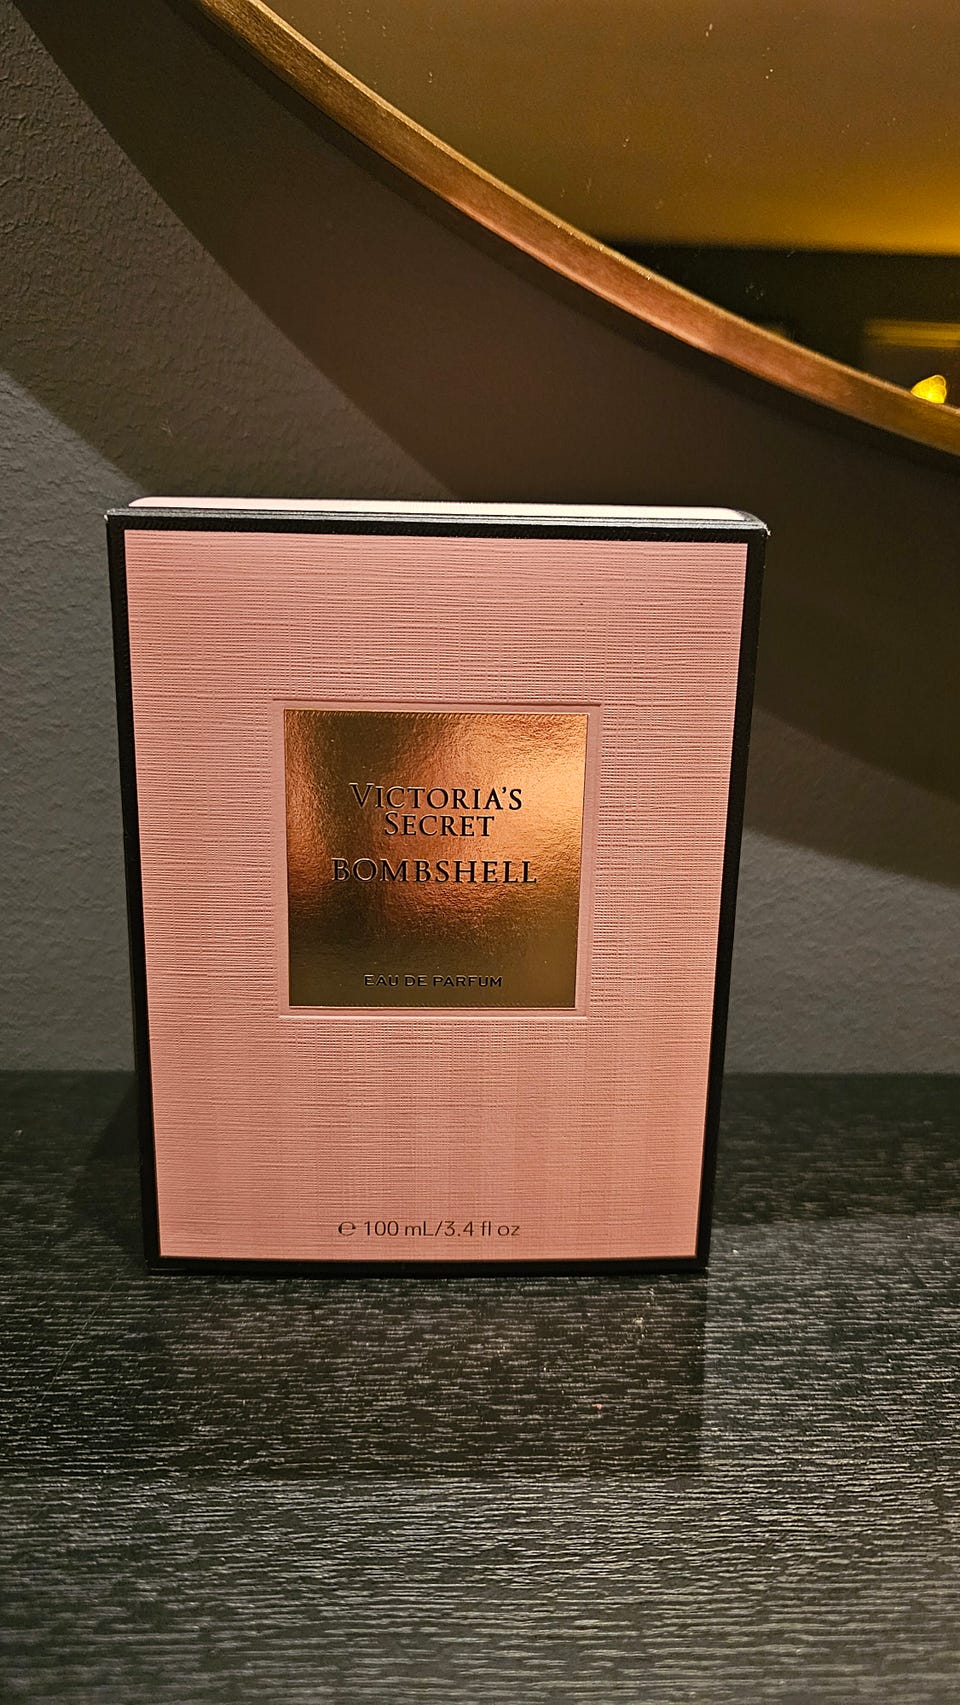 VICTORIA'S
SECRET
BOMBSHELL
EAU DE PARFUM
℮ 100 mL/3.4 fl oz